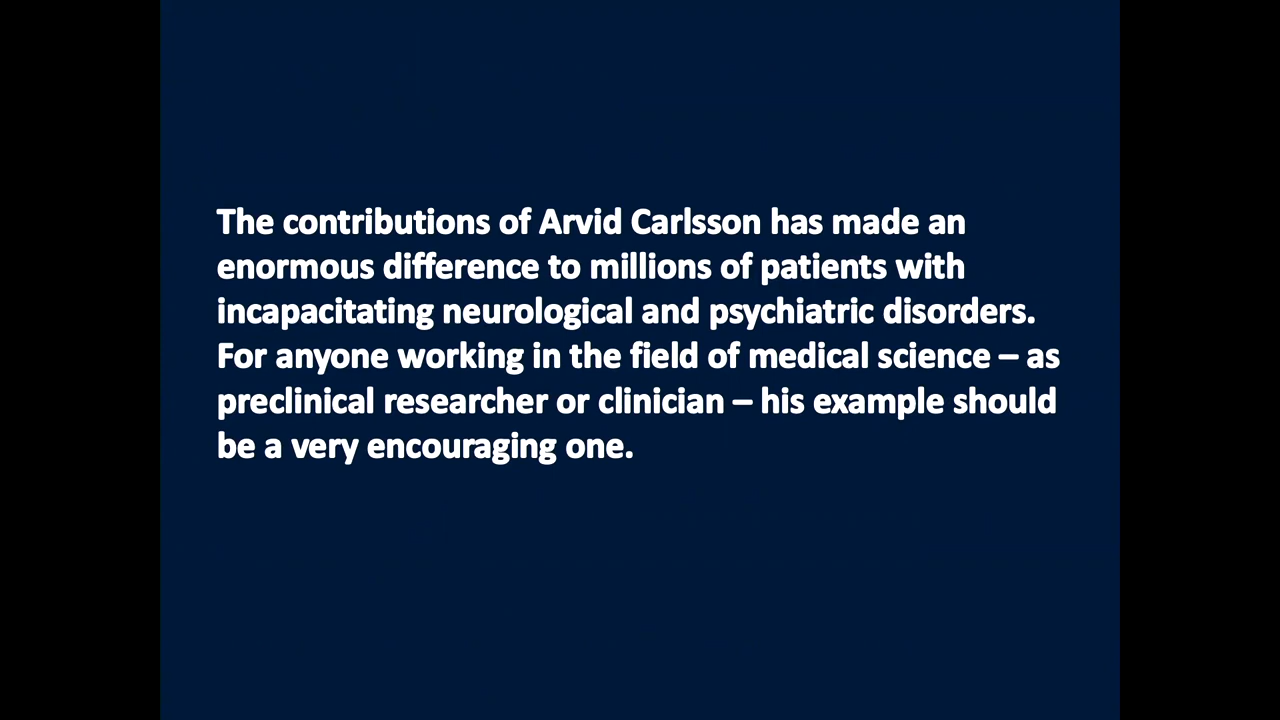 The contributions of Arvid Carlsson has made an
enormous difference to millions of patients with
incapacitating neurological and psychiatric disorders.
For anyone working in the field of medical science – as
preclinical researcher or clinician – his example should
be a very encouraging one.